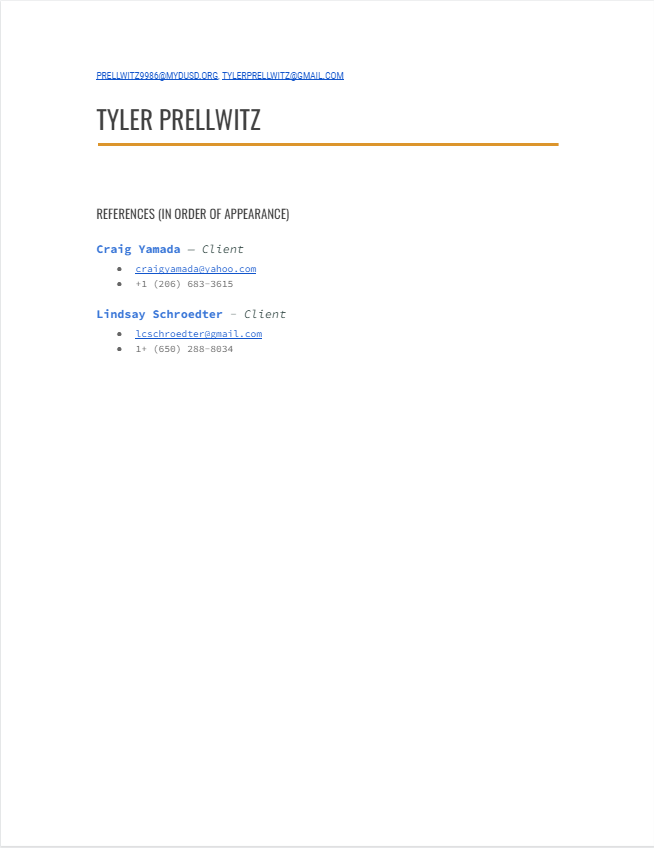 PRELLWITZ9986@MYDUSD.ORG, TYLERPRELLWITZ@GMAIL.COM
TYLER PRELLWITZ
REFERENCES (IN ORDER OF APPEARANCE)
Craig Yamada — Client
● craigyamada@yahoo.com
● +1 (206) 683-3615
Lindsay Schroedter - Client
● lcschroedter@gmail.com
● 1+ (650) 288-8034